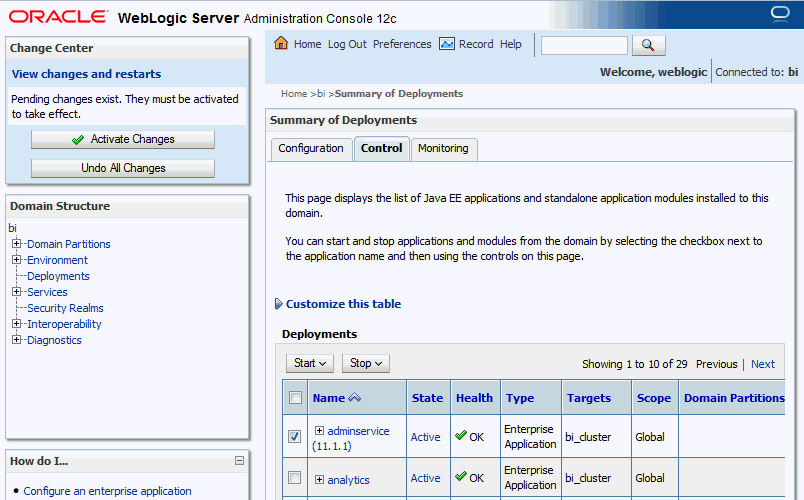 ORACLE WebLogic Server Administration Console 12c
Change Center
View changes and restarts
Pending changes exist. They must be activated
to take effect.
Activate Changes
Undo All Changes
Domain Structure
bi
Domain Partitions
Environment
Deployments
Services
Security Realms
Interoperability
Diagnostics
How do I...
Configure an enterprise application
Home Log Out Preferences Record Help
Welcome, weblogic Connected to: bi
Home >bi >Summary of Deployments
Summary of Deployments
Configuration Control Monitoring
This page displays the list of Java EE applications and standalone application modules installed to this
domain.
You can start and stop applications and modules from the domain by selecting the checkbox next to
the application name and then using the controls on this page.
Customize this table
Deployments
Start Stop Showing 1 to 10 of 29 Previous | Next
Name State Health Type Targets Scope Domain Partitions
adminservice
(11.1.1) Active OK Enterprise
Application bi_cluster Global
analytics Active OK Enterprise
Application bi_cluster Global